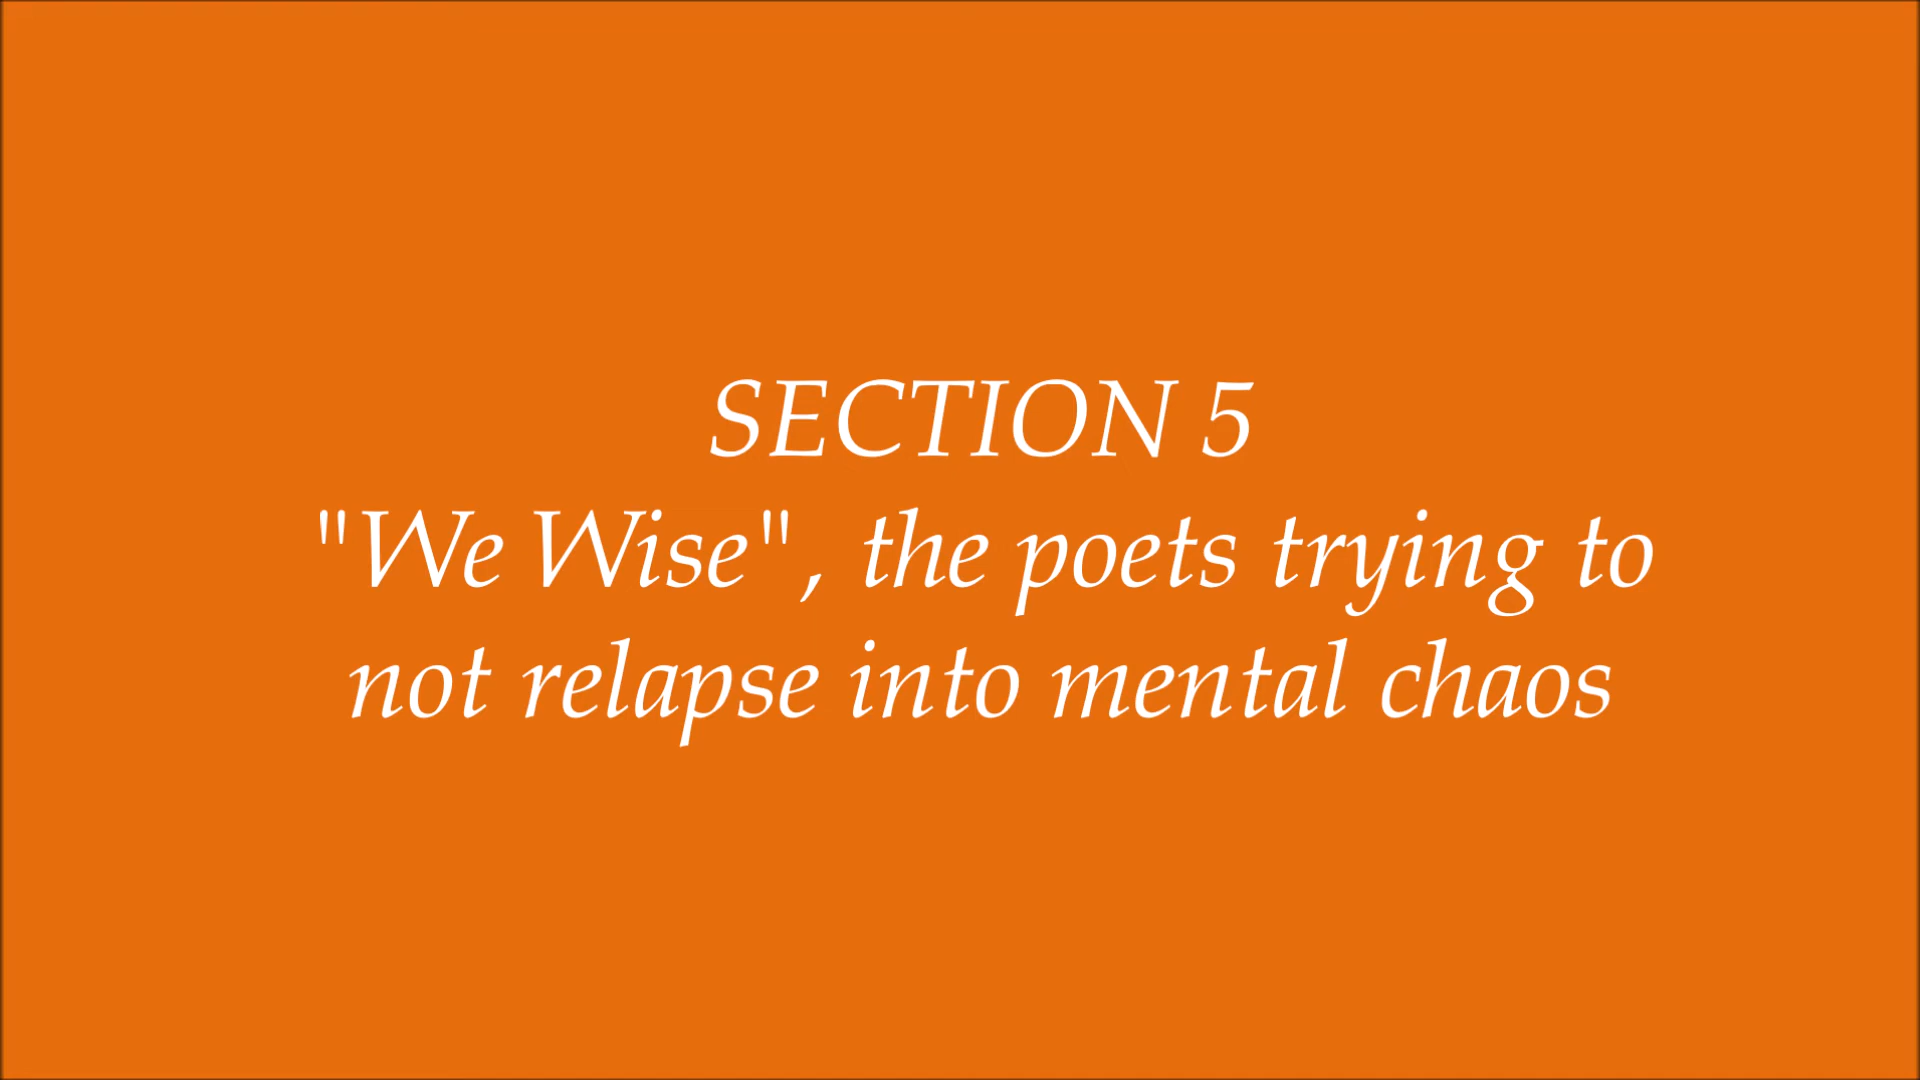 SECTION 5
"We Wise", the poets trying to
not relapse into mental chaos